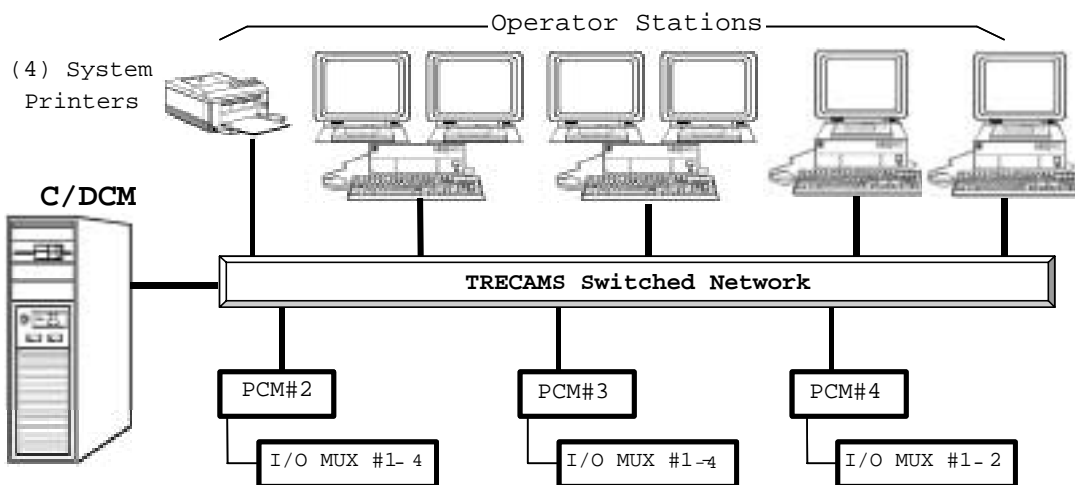 Operator Stations
(4) System
Printers
C/DCM
TRECAMS Switched Network
PCM#2
PCM#3
PCM#4
I/O MUX #1-4
I/O MUX #1-4
I/O MUX #1-2